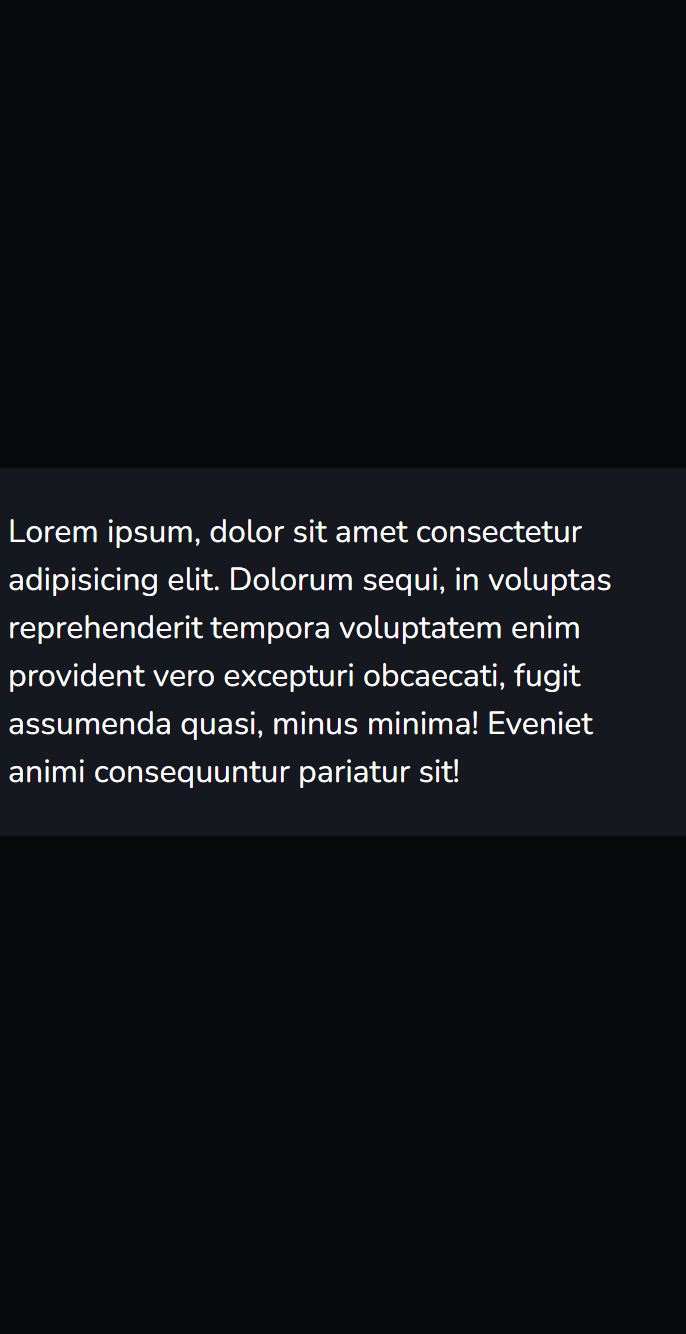 Lorem ipsum, dolor sit amet consectetur
adipisicing elit. Dolorum sequi, in voluptas
reprehenderit tempora voluptatem enim
provident vero excepturi obcaecati, fugit
assumenda quasi, minus minima! Eveniet
animi consequuntur pariatur sit!